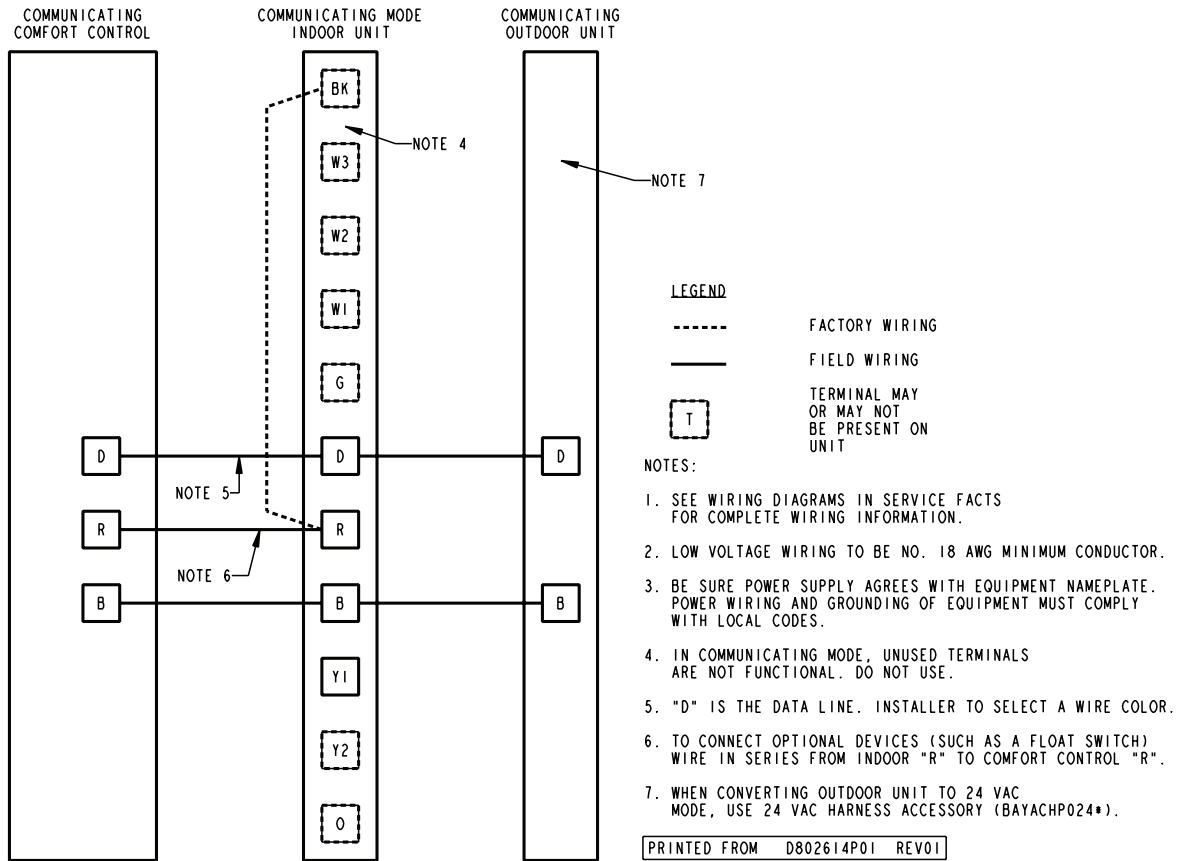 COMMUNICATING
COMFORT CONTROL
COMMUNICATING MODE
INDOOR UNIT
COMMUNICATING
OUTDOOR UNIT
BK
NOTE 4
W3
NOTE 7
W2
W1
G
D
D
D
NOTE 5
R
R
NOTE 6
B
B
B
Y1
Y2
O
LEGEND
FACTORY WIRING
FIELD WIRING
T
TERMINAL MAY
OR MAY NOT
BE PRESENT ON
UNIT
NOTES:
1. SEE WIRING DIAGRAMS IN SERVICE FACTS
FOR COMPLETE WIRING INFORMATION.
2. LOW VOLTAGE WIRING TO BE NO. 18 AWG MINIMUM CONDUCTOR.
3. BE SURE POWER SUPPLY AGREES WITH EQUIPMENT NAMEPLATE.
POWER WIRING AND GROUNDING OF EQUIPMENT MUST COMPLY
WITH LOCAL CODES.
4. IN COMMUNICATING MODE, UNUSED TERMINALS
ARE NOT FUNCTIONAL. DO NOT USE.
5. "D" IS THE DATA LINE. INSTALLER TO SELECT A WIRE COLOR.
6. TO CONNECT OPTIONAL DEVICES (SUCH AS A FLOAT SWITCH)
WIRE IN SERIES FROM INDOOR "R" TO COMFORT CONTROL "R".
7. WHEN CONVERTING OUTDOOR UNIT TO 24 VAC
MODE, USE 24 VAC HARNESS ACCESSORY (BAYACHP024*).
PRINTED FROM D802614P01 REV01